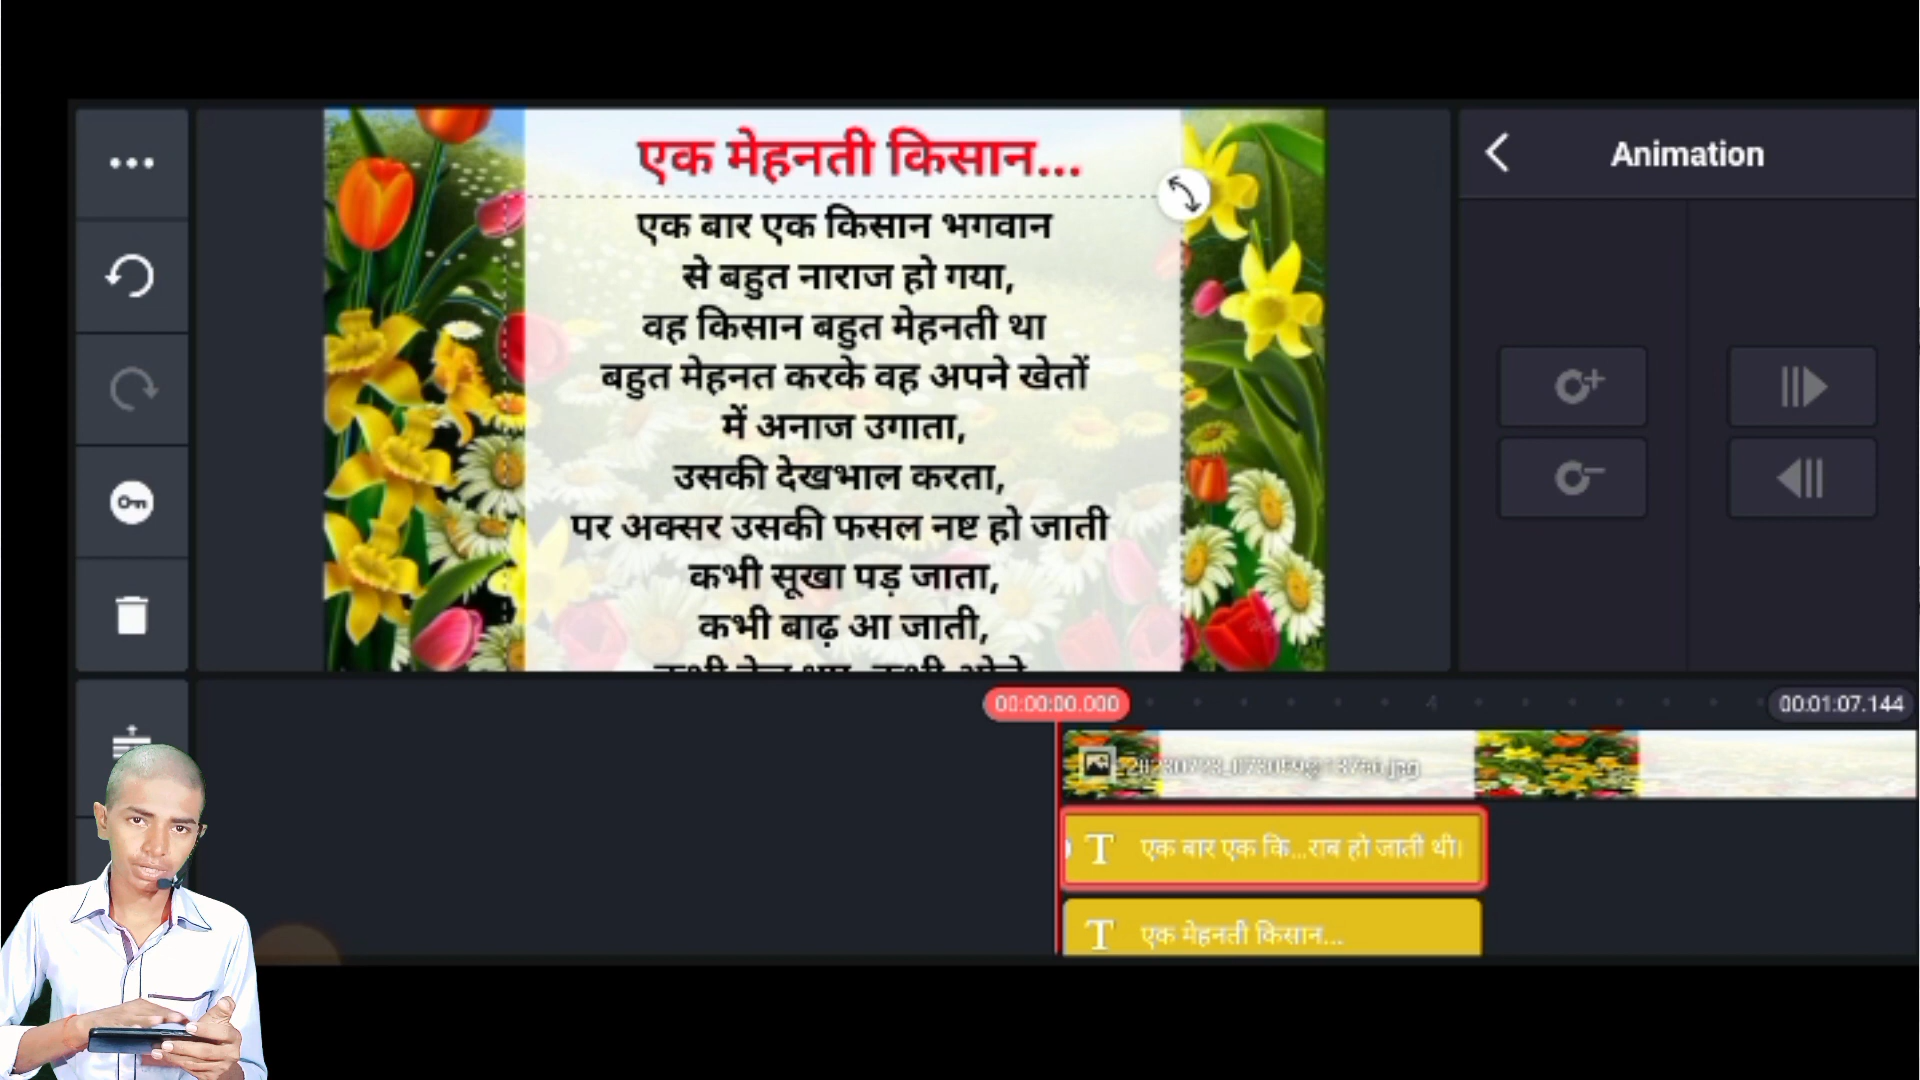 Animation
एक मेहनती किसान...
एक बार एक किसान भगवान
से बहुत नाराज हो गया,
वह किसान बहुत मेहनती था
बहुत मेहनत करके वह अपने खेतों
में अनाज उगाता,
उसकी देखभाल करता,
पर अक्सर उसकी फसल नष्ट हो जाती
कभी सूखा पड़ जाता,
कभी बाढ़ आ जाती,
00:00:00.000
4
00:01:07.144
T एक बार एक कि...राब हो जाती थी।
T एक मेहनती किसान...